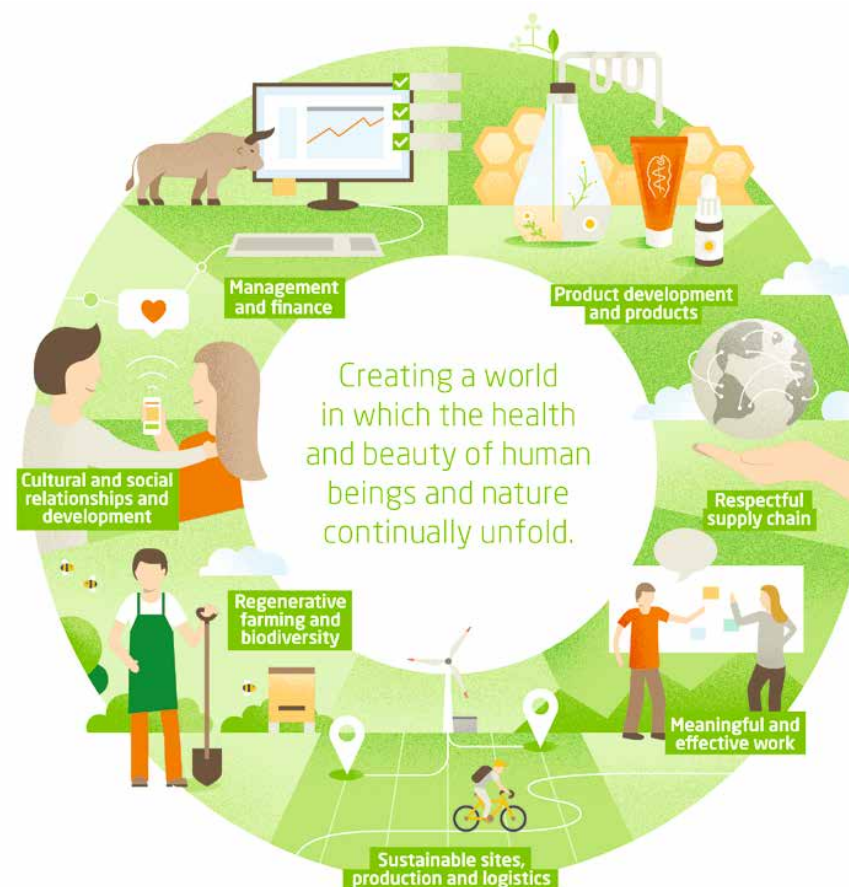 Management
and finance
Product development
and products
Creating a world
in which the health
and beauty of human
beings and nature
continually unfold.
Cultural and social
relationships and
development
Respectful
supply chain
Regenerative
farming and
biodiversity
Meaningful and
effective work
Sustainable sites,
production and logistics